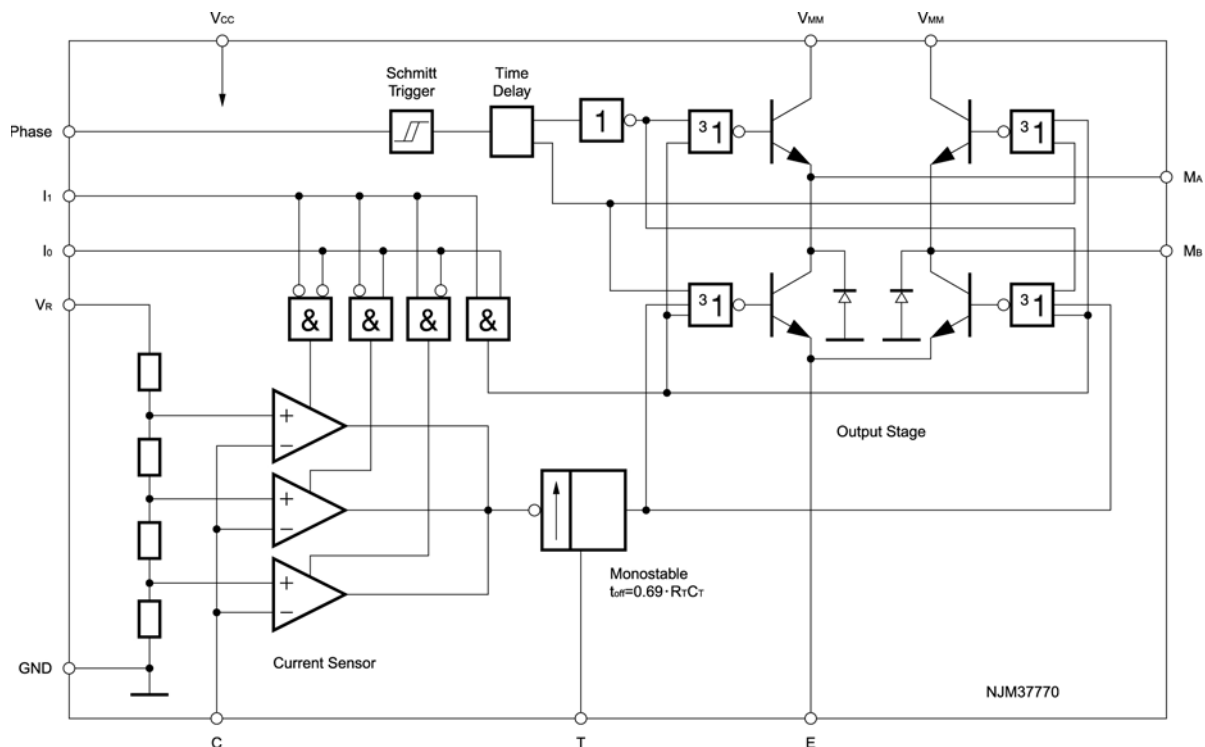 VCC
VMM
VMM
Schmitt
Trigger
Time
Delay
Phase
1
31
31
MA
I1
I0
MB
VR
31
31
& & & &
+
−
Output Stage
+
−
+
−
Monostable
toff=0.69·RTCT
GND
Current Sensor
NJM37770
C
T
E